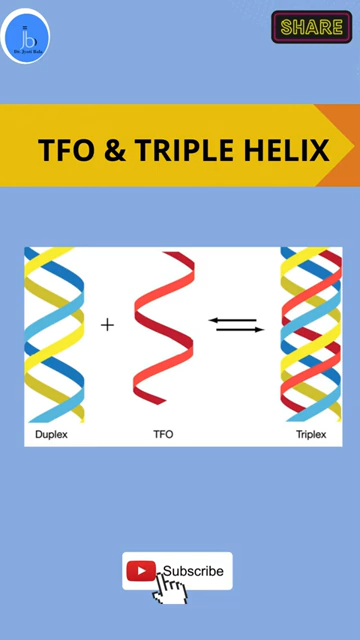 SHARE
TFO & TRIPLE HELIX
+
Duplex
TFO
Triplex
Subscribe